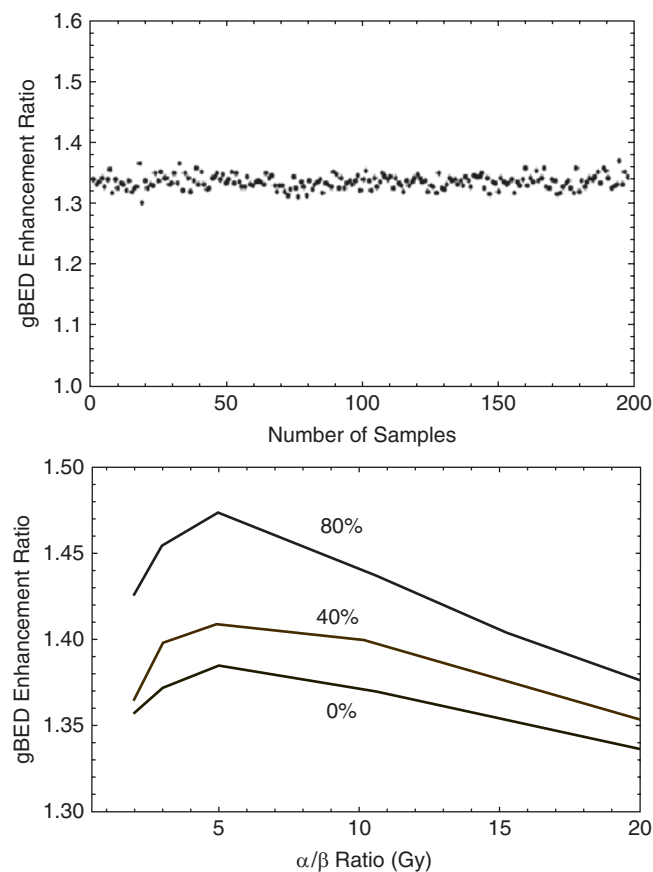 1.6
1.5
1.4
1.3
1.2
1.1
1.0
gBED Enhancement Ratio
0 50 100 150 200
Number of Samples
1.50
1.45
1.40
1.35
1.30
gBED Enhancement Ratio
80%
40%
0%
5 10 15 20
α/β Ratio (Gy)